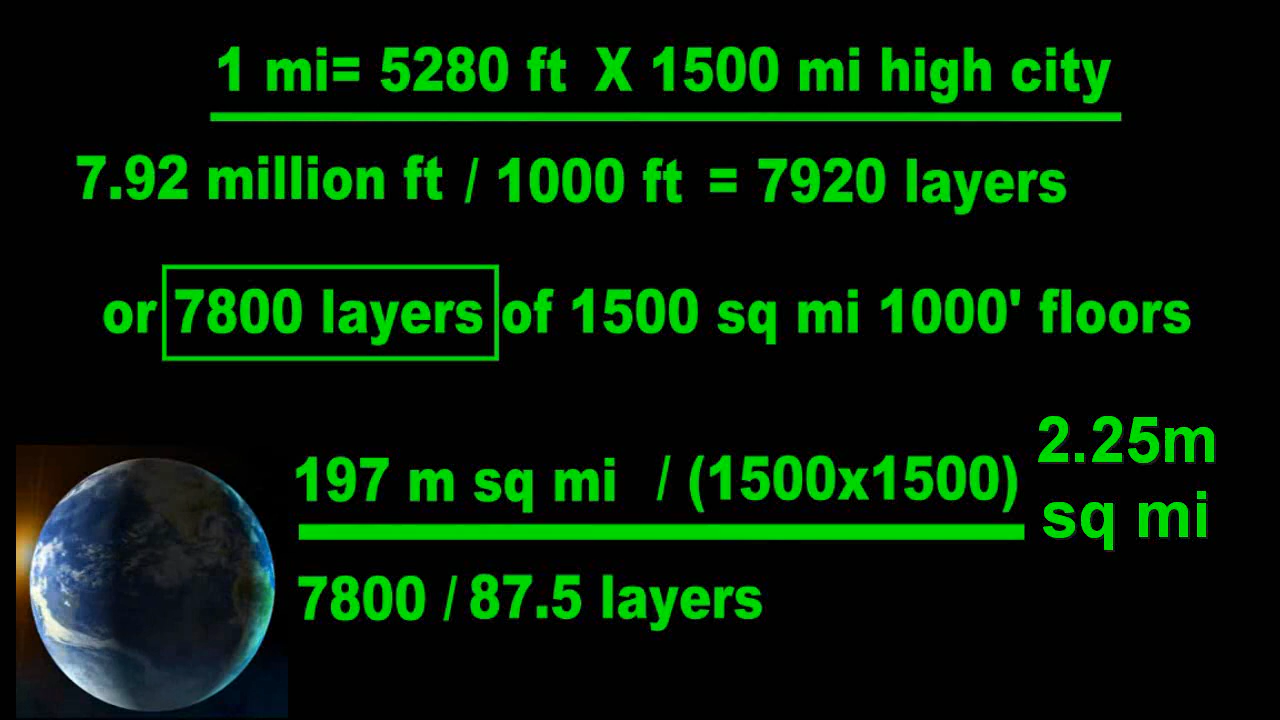 1 mi= 5280 ft X 1500 mi high city
7.92 million ft / 1000 ft = 7920 layers
or 7800 layers of 1500 sq mi 1000' floors
197 m sq mi / (1500x1500)
2.25m
sq mi
7800 / 87.5 layers